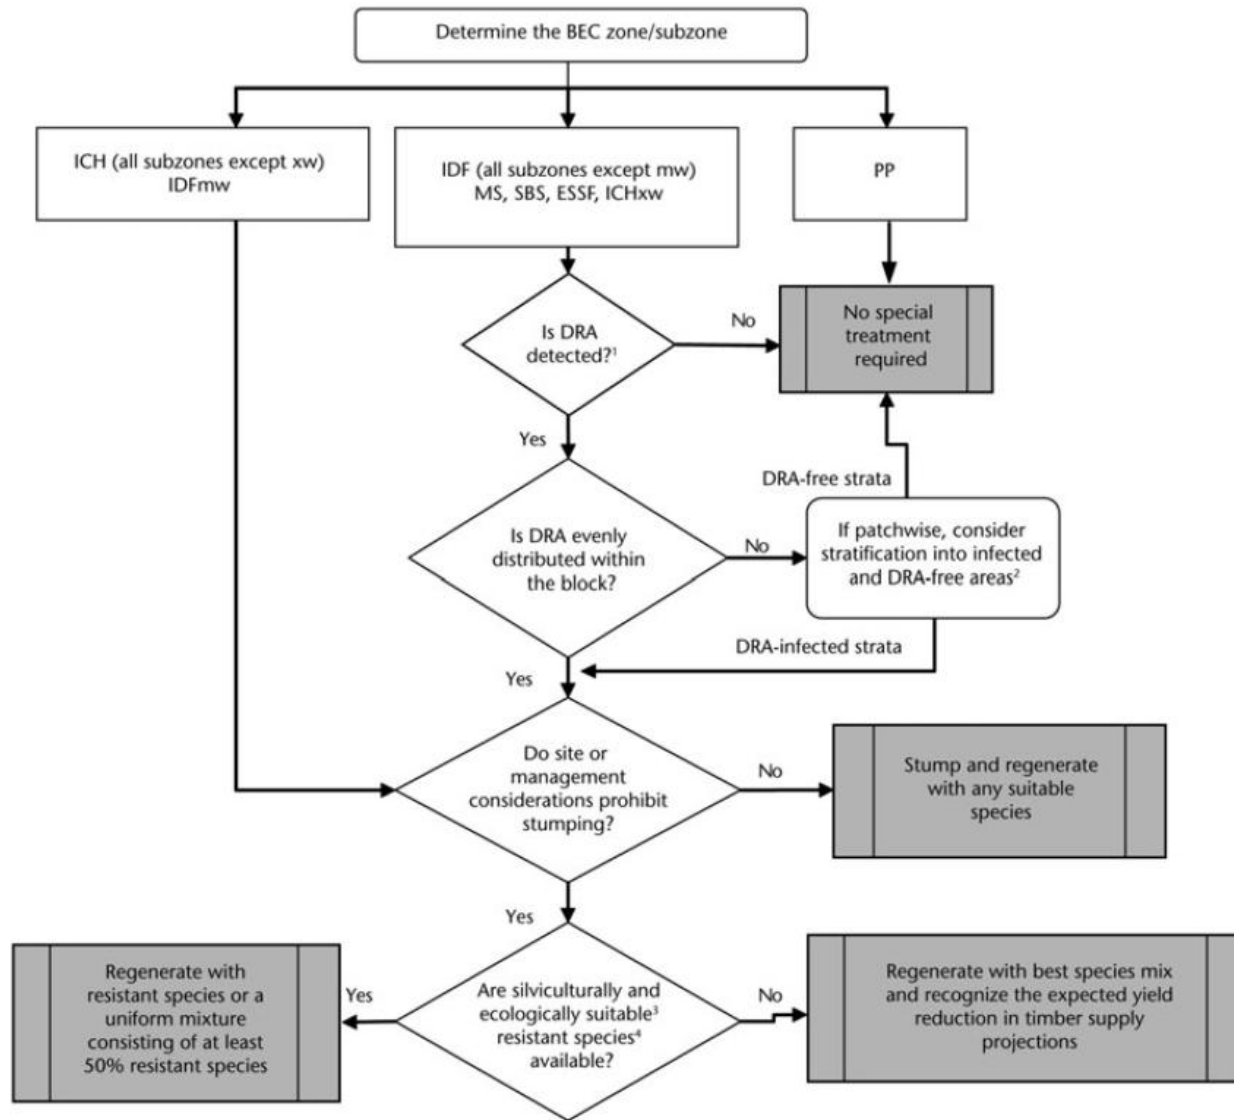 Determine the BEC zone/subzone
ICH (all subzones except xw)
IDFmw
IDF (all subzones except mw)
MS, SBS, ESSF, ICHxw
PP
Is DRA
detected?¹
No
No special
treatment
required
Yes
DRA-free strata
Is DRA evenly
distributed within
the block?
No
If patchwise, consider
stratification into infected
and DRA-free areas²
DRA-infected strata
Yes
Do site or
management
considerations prohibit
stumping?
No
Stump and regenerate
with any suitable
species
Yes
Regenerate with
resistant species or a
uniform mixture
consisting of at least
50% resistant species
Yes
Are silviculturally and
ecologically suitable³
resistant species⁴
available?
No
Regenerate with best species mix
and recognize the expected yield
reduction in timber supply
projections